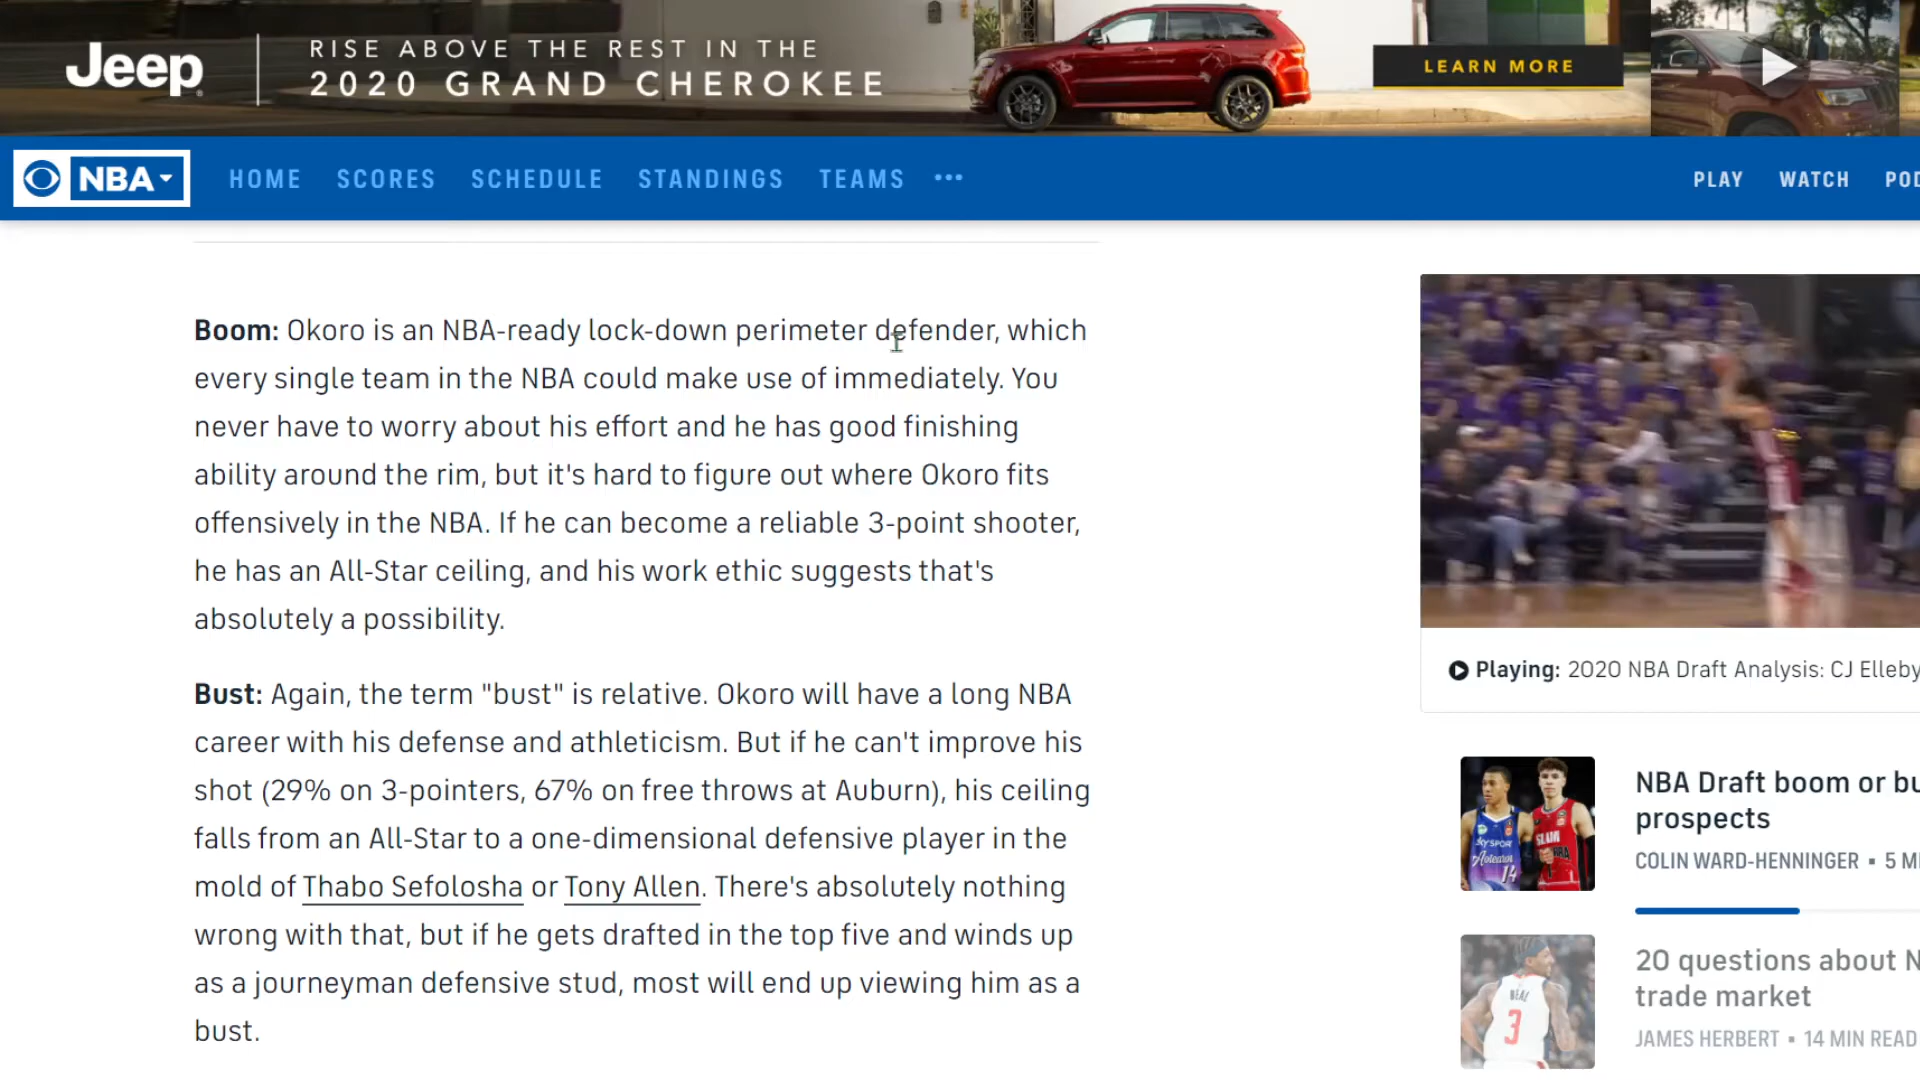 Jeep
RISE ABOVE THE REST IN THE
2020 GRAND CHEROKEE
LEARN MORE
NBA
HOME SCORES SCHEDULE STANDINGS TEAMS •••
PLAY WATCH POD
Boom: Okoro is an NBA-ready lock-down perimeter defender, which
every single team in the NBA could make use of immediately. You
never have to worry about his effort and he has good finishing
ability around the rim, but it's hard to figure out where Okoro fits
offensively in the NBA. If he can become a reliable 3-point shooter,
he has an All-Star ceiling, and his work ethic suggests that's
absolutely a possibility.
Bust: Again, the term "bust" is relative. Okoro will have a long NBA
career with his defense and athleticism. But if he can't improve his
shot (29% on 3-pointers, 67% on free throws at Auburn), his ceiling
falls from an All-Star to a one-dimensional defensive player in the
mold of Thabo Sefolosha or Tony Allen. There's absolutely nothing
wrong with that, but if he gets drafted in the top five and winds up
as a journeyman defensive stud, most will end up viewing him as a
bust.
Playing: 2020 NBA Draft Analysis: CJ Elleby
NBA Draft boom or bu
prospects
COLIN WARD-HENNINGER • 5 MI
20 questions about N
trade market
JAMES HERBERT • 14 MIN READ
SKYSPORT
Aotearoa
14
SLAM
BEAL
3